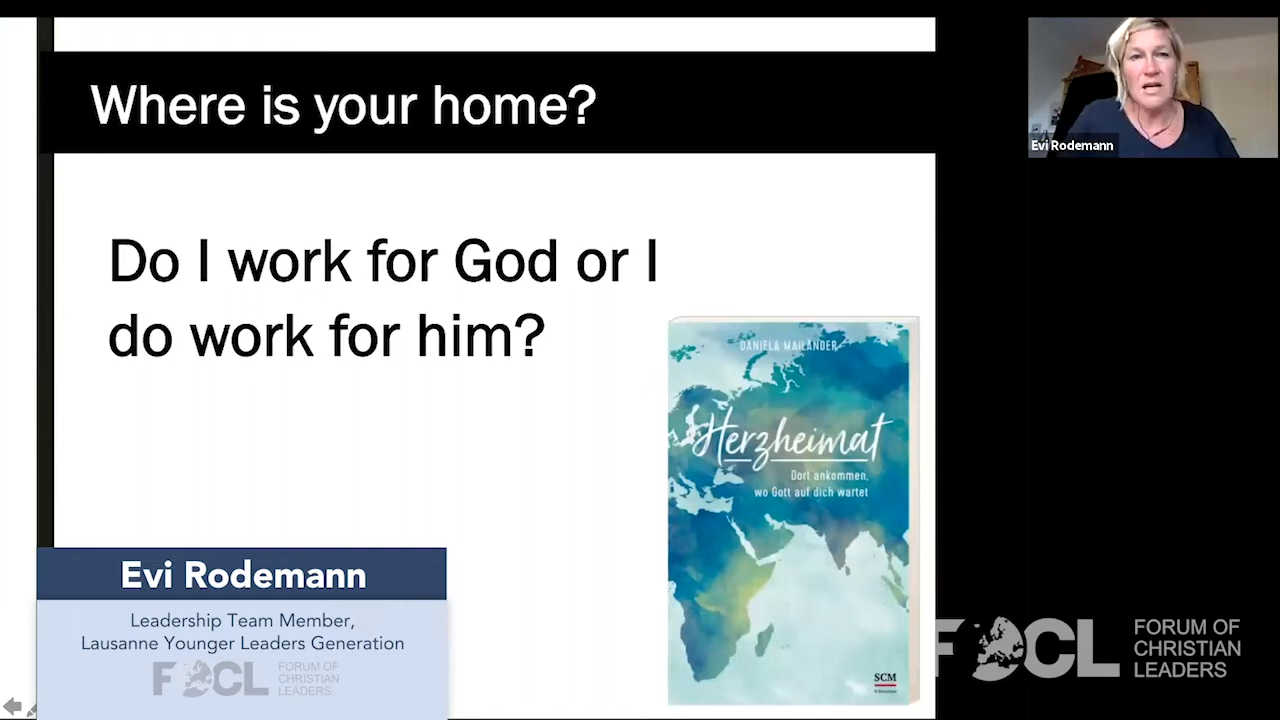 Where is your home?
Do I work for God or I
do work for him?
DANIELA MAILÄNDER
Herzheimat
Dort ankommen,
wo Gott auf dich wartet
SCM
Evi Rodemann
Leadership Team Member,
Lausanne Younger Leaders Generation
FOCL
FORUM OF
CHRISTIAN
LEADERS
Evi Rodemann
FOCL
FORUM OF
CHRISTIAN
LEADERS